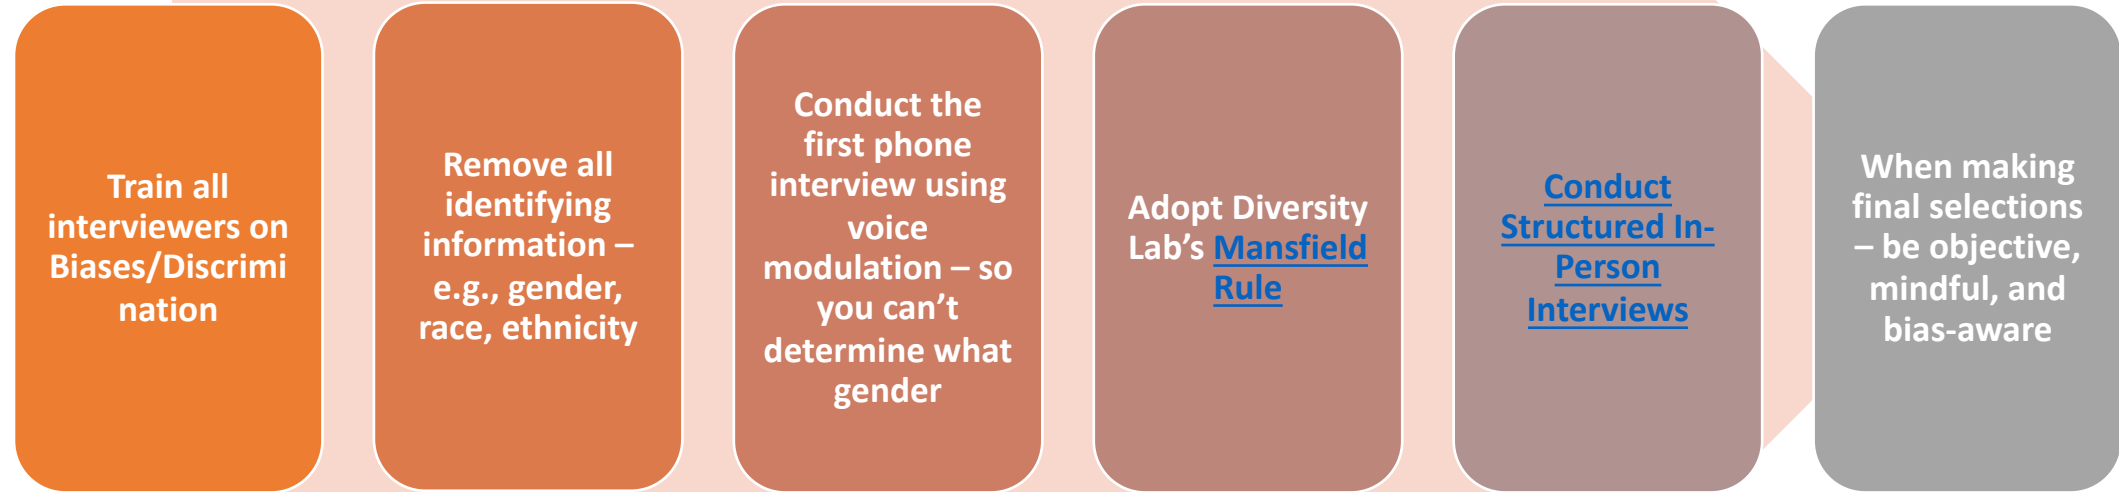 Train all
interviewers on
Biases/Discrimi
nation
Remove all
identifying
information –
e.g., gender,
race, ethnicity
Conduct the
first phone
interview using
voice
modulation – so
you can’t
determine what
gender
Adopt Diversity
Lab’s Mansfield
Rule
Conduct
Structured In-
Person
Interviews
When making
final selections
– be objective,
mindful, and
bias-aware